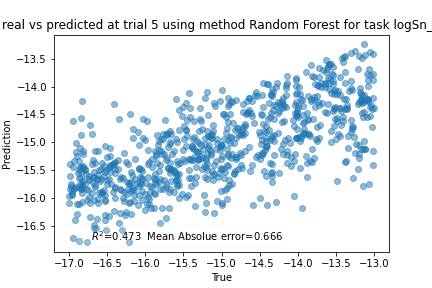 real vs predicted at trial 5 using method Random Forest for task logSn_
Prediction
−13.5
−14.0
−14.5
−15.0
−15.5
−16.0
−16.5
R²=0.473 Mean Absolue error=0.666
−17.0 −16.5 −16.0 −15.5 −15.0 −14.5 −14.0 −13.5 −13.0
True